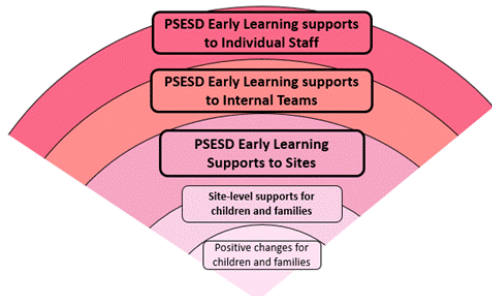 PSESD Early Learning supports
to Individual Staff
PSESD Early Learning supports
to Internal Teams
PSESD Early Learning
Supports to Sites
Site-level supports for
children and families
Positive changes for
children and families